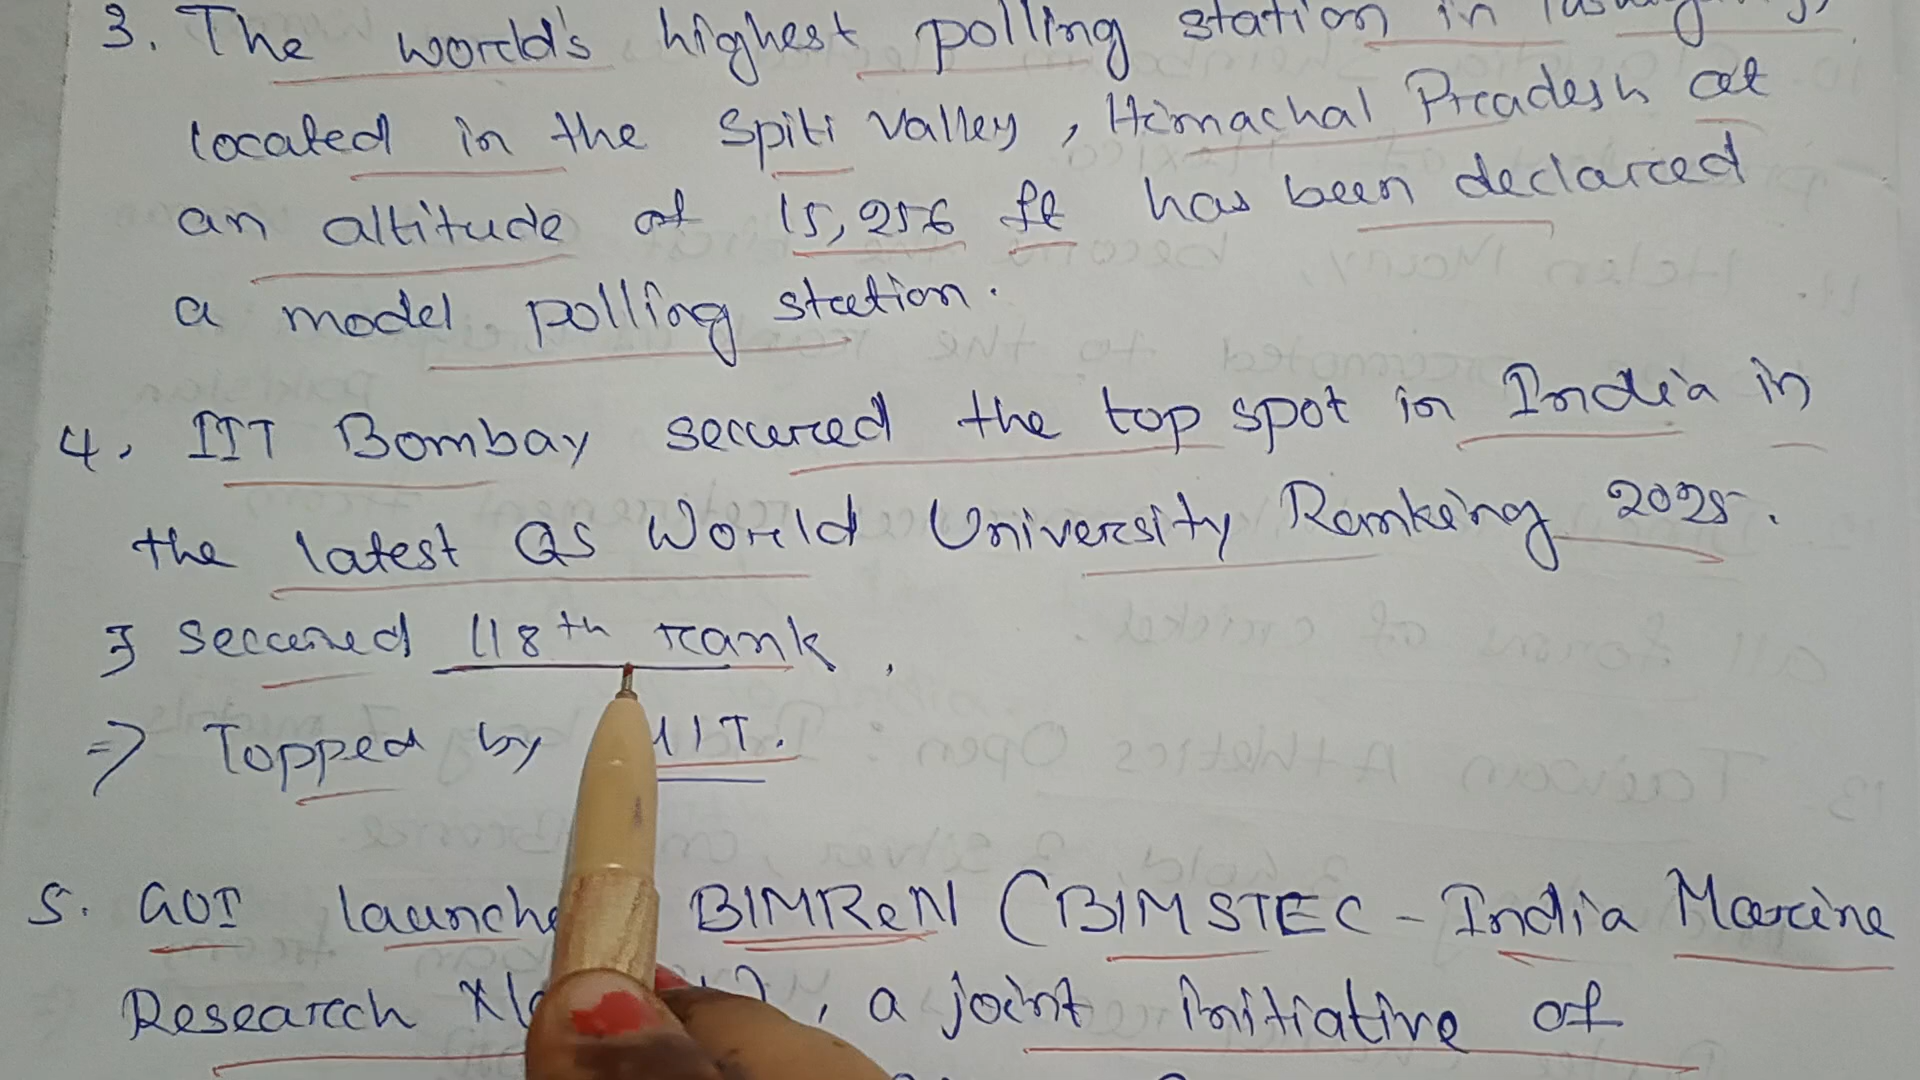 3. The world's highest polling station in
located in the Spiti Valley, Himachal Pradesh at
an altitude of 15,256 ft has been declared
a model polling station.
4. IIT Bombay secured the top spot in India in
the latest QS World University Ranking 2025.
⇒ Secured 118th rank,
⇒ Topped by MIT.
5. GOI launche BIMReN (BIMSTEC - India Marine
Research , a joint initiative of